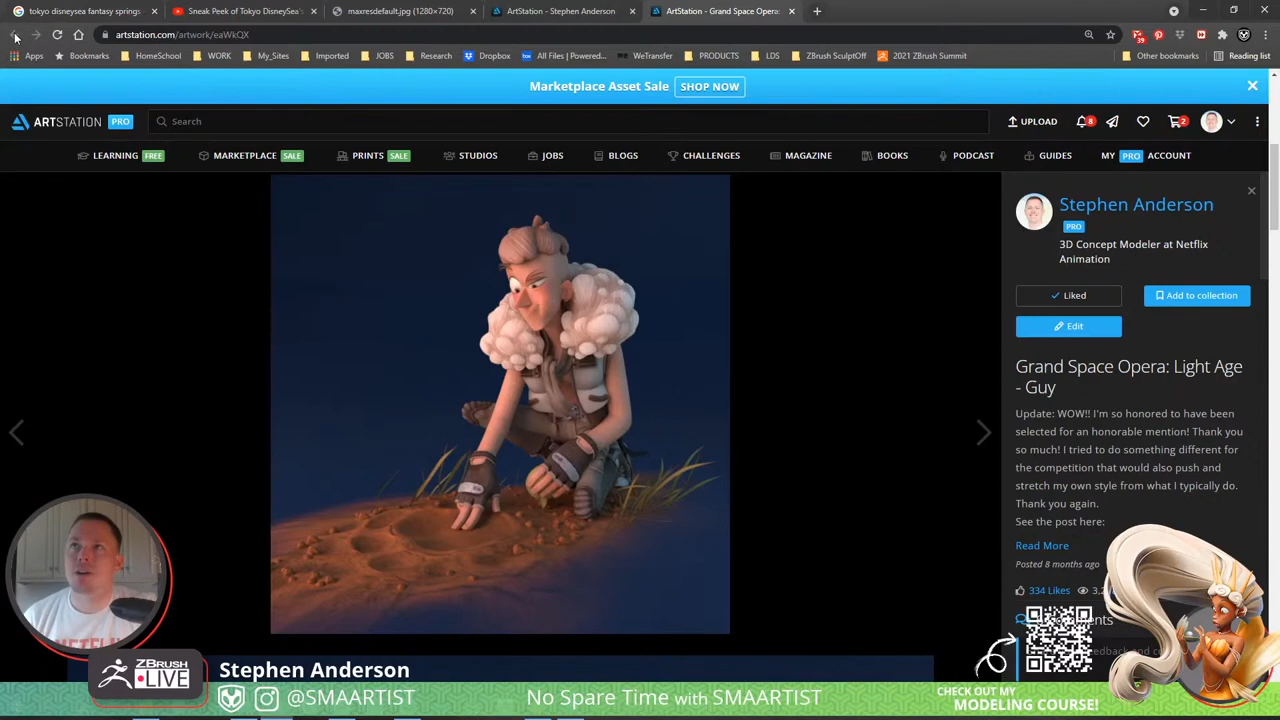 tokyo disneysea fantasy springs
Sneak Peek of Tokyo DisneySea's
maxresdefault.jpg (1280×720)
ArtStation - Stephen Anderson
ArtStation - Grand Space Opera:
artstation.com/artwork/eaWkQX
39
Apps
Bookmarks
HomeSchool
WORK
My_Sites
Imported
JOBS
Research
Dropbox
All Files | Powered...
WeTransfer
PRODUCTS
LDS
ZBrush SculptOff
2021 ZBrush Summit
Other bookmarks
Reading list
Marketplace Asset Sale SHOP NOW
ARTSTATION PRO
Search
UPLOAD
8
2
LEARNING FREE
MARKETPLACE SALE
PRINTS SALE
STUDIOS
JOBS
BLOGS
CHALLENGES
MAGAZINE
BOOKS
PODCAST
GUIDES
MY PRO ACCOUNT
Stephen Anderson
PRO
3D Concept Modeler at Netflix
Animation
Liked
Add to collection
Edit
Grand Space Opera: Light Age
- Guy
Update: WOW!! I'm so honored to have been
selected for an honorable mention! Thank you
so much! I tried to do something different for
the competition that would also push and
stretch my own style from what I typically do.
Thank you again.
See the post here:
Read More
Posted 8 months ago
334 Likes
NETFLIX
ZBRUSH
LIVE
Stephen Anderson
@SMAARTIST
No Spare Time with SMAARTIST
CHECK OUT MY
MODELING COURSE!